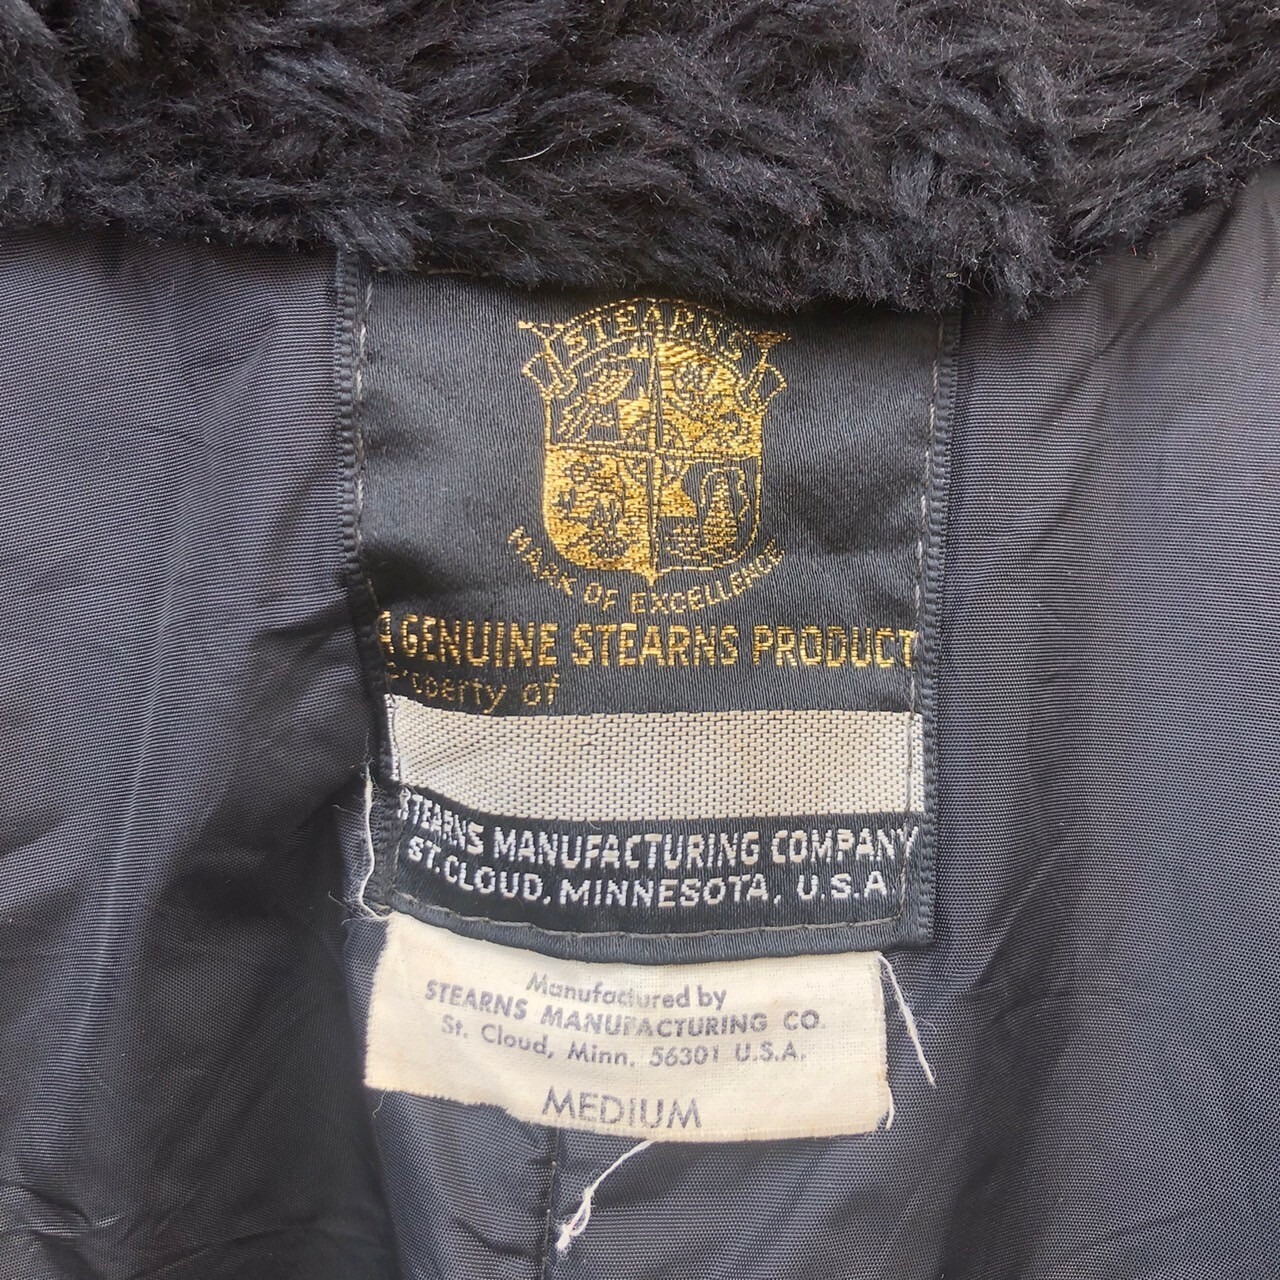 STEARNS
MARK OF EXCELLENCE
A GENUINE STEARNS PRODUCT
Property of
STEARNS MANUFACTURING COMPANY
ST. CLOUD, MINNESOTA, U.S.A
Manufactured by
STEARNS MANUFACTURING CO.
St. Cloud, Minn. 56301 U.S.A.
MEDIUM